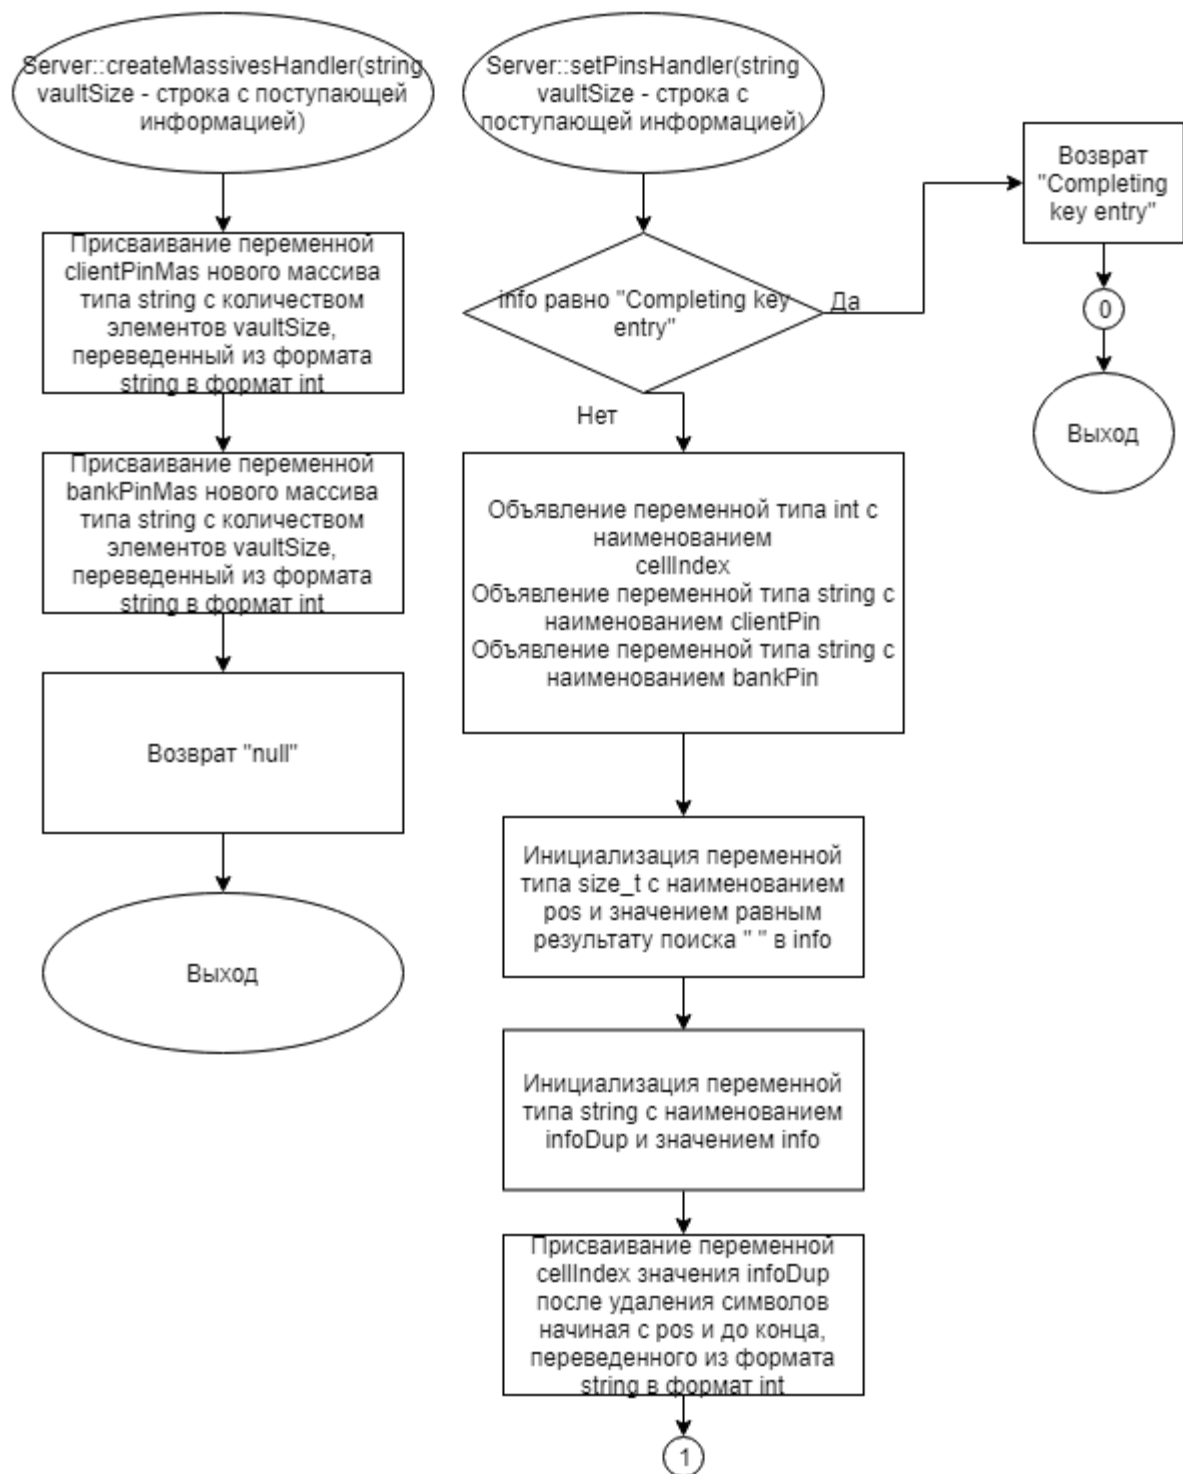 Server::createMassivesHandler(string
vaultSize - строка с поступающей
информацией)
Присваивание переменной
clientPinMas нового массива
типа string с количеством
элементов vaultSize,
переведенный из формата
string в формат int
Присваивание переменной
bankPinMas нового массива
типа string с количеством
элементов vaultSize,
переведенный из формата
string в формат int
Возврат "null"
Выход
Server::setPinsHandler(string
vaultSize - строка с
поступающей информацией)
info равно "Completing key
entry"
Да
Нет
Возврат
"Completing
key entry"
0
Выход
Объявление переменной типа int с
наименованием
cellIndex
Объявление переменной типа string с
наименованием clientPin
Объявление переменной типа string с
наименованием bankPin
Инициализация переменной
типа size_t с наименованием
pos и значением равным
результату поиска " " в info
Инициализация переменной
типа string с наименованием
infoDup и значением info
Присваивание переменной
cellIndex значения infoDup
после удаления символов
начиная с pos и до конца,
переведенного из формата
string в формат int
1